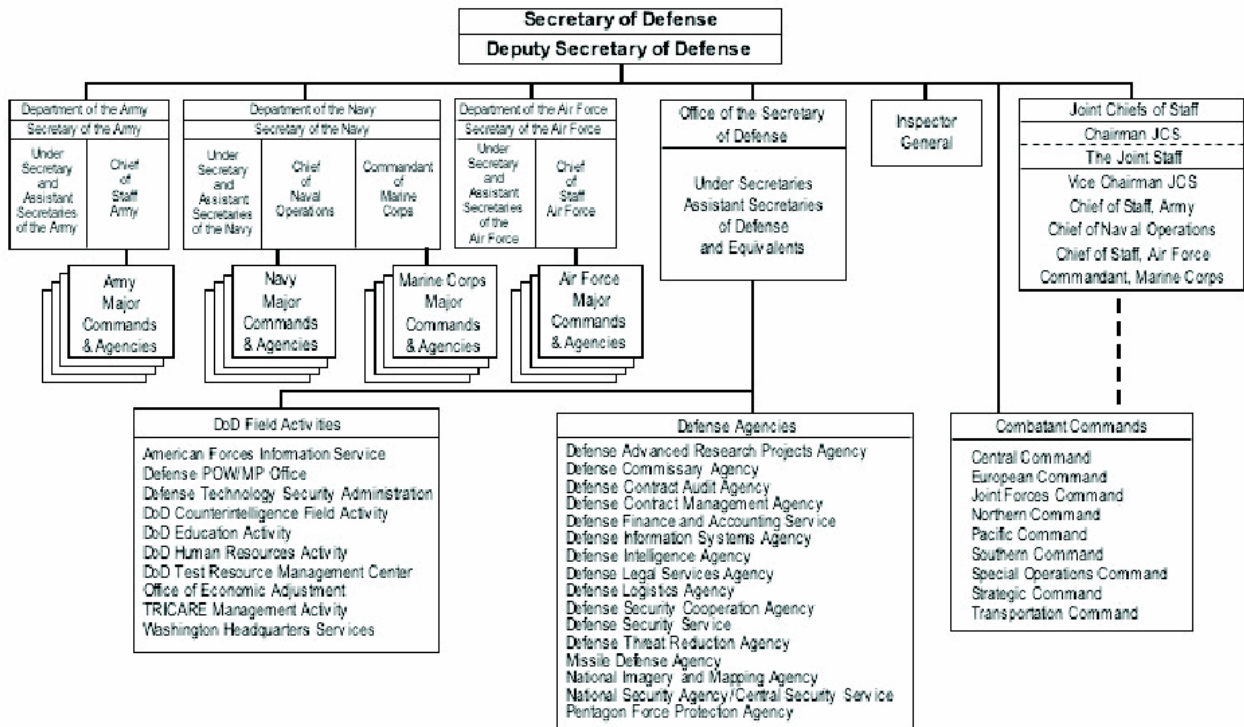 Secretary of Defense
Deputy Secretary of Defense
Department of the Army
Secretary of the Army
Under
Secretary
and
Assistant
Secretaries
of the Army
Chief
of
Staff
Army
Department of the Navy
Secretary of the Navy
Under
Secretary
and
Assistant
Secretaries
of the Navy
Chief
of
Naval
Operations
Commandant
of
Marine
Corps
Department of the Air Force
Secretary of the Air Force
Under
Secretary
and
Assistant
Secretaries
of the
Air Force
Chief
of
Staff
Air Force
Office of the Secretary
of Defense
Under Secretaries
Assistant Secretaries
of Defense
and Equivalents
Inspector
General
Joint Chiefs of Staff
Chairman JCS
The Joint Staff
Vice Chairman JCS
Chief of Staff, Army
Chief of Naval Operations
Chief of Staff, Air Force
Commandant, Marine Corps
Army
Major
Commands
& Agencies
Navy
Major
Commands
& Agencies
Marine Corps
Major
Commands
& Agencies
Air Force
Major
Commands
& Agencies
DoD Field Activities
American Forces Information Service
Defense POW/MP Office
Defense Technology Security Administration
DoD Counterintelligence Field Activity
DoD Education Activity
DoD Human Resources Activity
DoD Test Resource Management Center
Office of Economic Adjustment
TRICARE Management Activity
Washington Headquarters Services
Defense Agencies
Defense Advanced Research Projects Agency
Defense Commissary Agency
Defense Contract Audit Agency
Defense Contract Management Agency
Defense Finance and Accounting Service
Defense Information Systems Agency
Defense Intelligence Agency
Defense Legal Services Agency
Defense Logistics Agency
Defense Security Cooperation Agency
Defense Security Service
Defense Threat Reduction Agency
Missile Defense Agency
National Imagery and Mapping Agency
National Security Agency/Central Security Service
Pentagon Force Protection Agency
Combatant Commands
Central Command
European Command
Joint Forces Command
Northern Command
Pacific Command
Southern Command
Special Operations Command
Strategic Command
Transportation Command